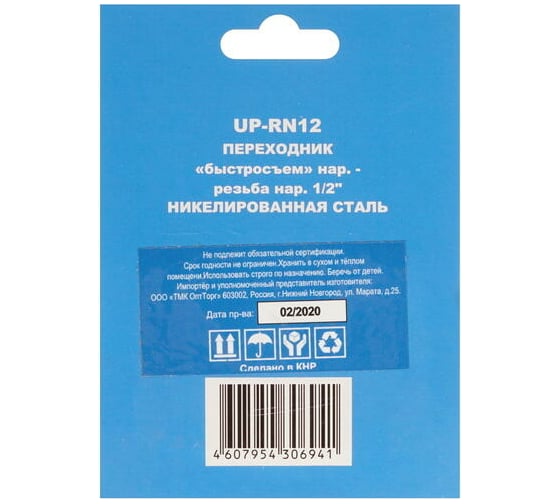 UP-RN12
ПЕРЕХОДНИК
«быстросъем» нар. -
резьба нар. 1/2"
НИКЕЛИРОВАННАЯ СТАЛЬ
Не подлежит обязательной сертификации.
Срок годности не ограничен.Хранить в сухом и тёплом
помещени.Использовать строго по назначению. Беречь от детей.
Импортёр и уполномоченный представитель изготовителя:
ООО «ТМК ОптТорг» 603002, Россия, г.Нижний Новгород, ул. Марата, д.25.
Дата пр-ва: 02/2020
Сделано в КНР
4 607954 306941